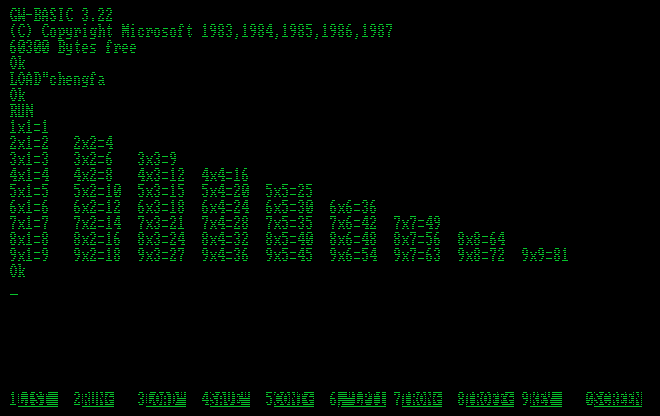 GW-BASIC 3.22
(C) Copyright Microsoft 1983,1984,1985,1986,1987
60300 Bytes free
Ok
LOAD"chengfa
Ok
RUN
1x1=1
2x1=2   2x2=4
3x1=3   3x2=6   3x3=9
4x1=4   4x2=8   4x3=12  4x4=16
5x1=5   5x2=10  5x3=15  5x4=20  5x5=25
6x1=6   6x2=12  6x3=18  6x4=24  6x5=30  6x6=36
7x1=7   7x2=14  7x3=21  7x4=28  7x5=35  7x6=42  7x7=49
8x1=8   8x2=16  8x3=24  8x4=32  8x5=40  8x6=48  8x7=56  8x8=64
9x1=9   9x2=18  9x3=27  9x4=36  9x5=45  9x6=54  9x7=63  9x8=72  9x9=81
Ok
_
1LIST   2RUN←   3LOAD"  4SAVE"  5CONT←  6,"LPT1 7TRON←  8TROFF← 9KEY    0SCREEN